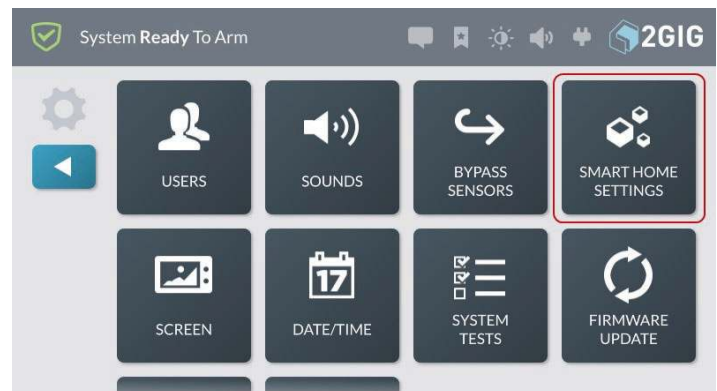 System Ready To Arm
2GIG
USERS
SOUNDS
BYPASS
SENSORS
SMART HOME
SETTINGS
17
SCREEN
DATE/TIME
SYSTEM
TESTS
FIRMWARE
UPDATE